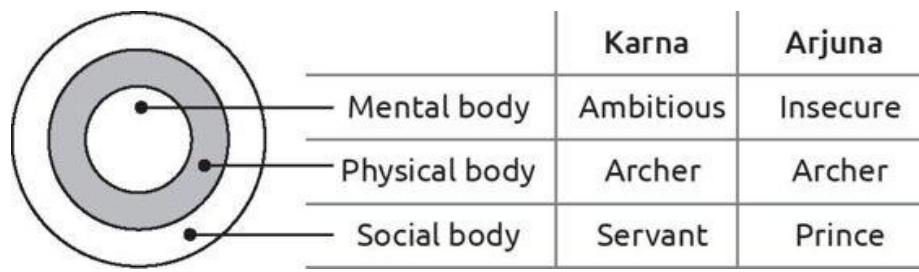 Karna Arjuna
Mental body Ambitious Insecure
Physical body Archer Archer
Social body Servant Prince